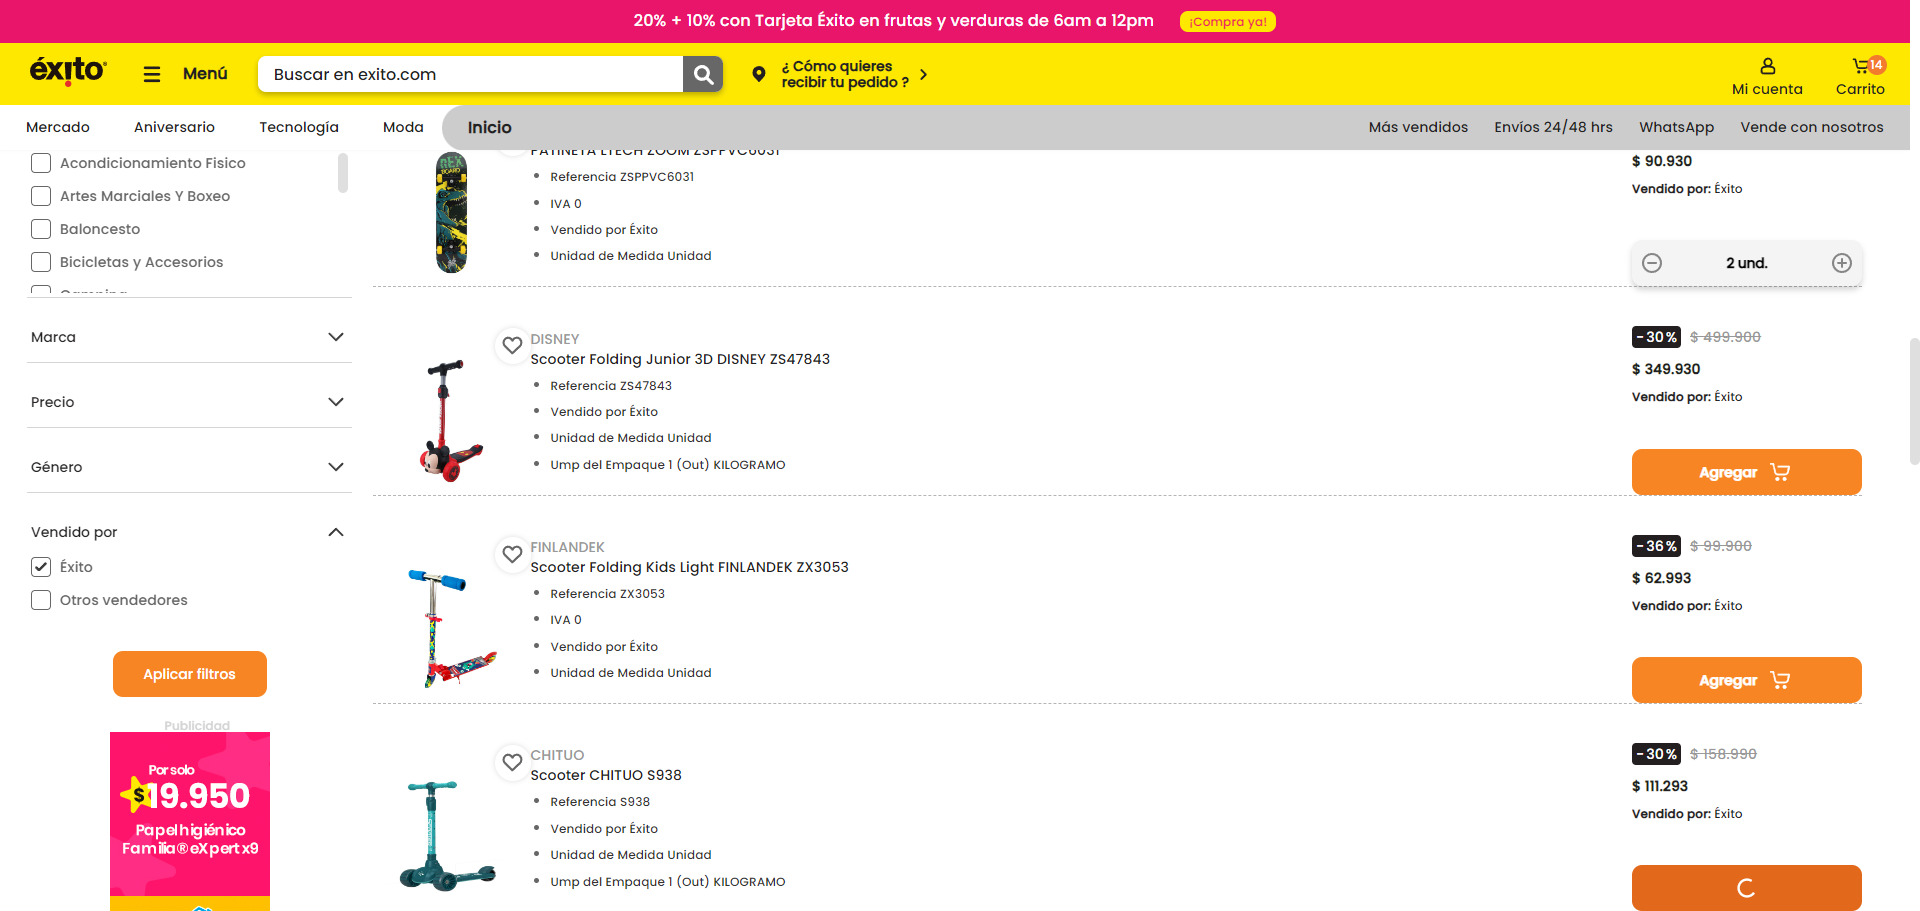 20% + 10% con Tarjeta Éxito en frutas y verduras de 6am a 12pm
¡Compra ya!
éxito
Menú
Buscar en exito.com
¿ Cómo quieres
recibir tu pedido ?
Mi cuenta
14
Carrito
Mercado
Aniversario
Tecnología
Moda
Inicio
Más vendidos
Envíos 24/48 hrs
WhatsApp
Vende con nosotros
Acondicionamiento Fisico
Artes Marciales Y Boxeo
Baloncesto
Bicicletas y Accesorios
Camping
Marca
Precio
Género
Vendido por
Éxito
Otros vendedores
Aplicar filtros
Publicidad
Por solo
$19.950
Papel higiénico
Familia® eXpert x9
PATINETA LTECH ZOOM ZSPPVC6031
Referencia ZSPPVC6031
IVA 0
Vendido por Éxito
Unidad de Medida Unidad
$ 90.930
Vendido por: Éxito
2 und.
DISNEY
Scooter Folding Junior 3D DISNEY ZS47843
Referencia ZS47843
Vendido por Éxito
Unidad de Medida Unidad
Ump del Empaque 1 (Out) KILOGRAMO
-30% $ 499.900
$ 349.930
Vendido por: Éxito
Agregar
FINLANDEK
Scooter Folding Kids Light FINLANDEK ZX3053
Referencia ZX3053
IVA 0
Vendido por Éxito
Unidad de Medida Unidad
-36% $ 99.900
$ 62.993
Vendido por: Éxito
Agregar
CHITUO
Scooter CHITUO S938
Referencia S938
Vendido por Éxito
Unidad de Medida Unidad
Ump del Empaque 1 (Out) KILOGRAMO
-30% $ 158.990
$ 111.293
Vendido por: Éxito